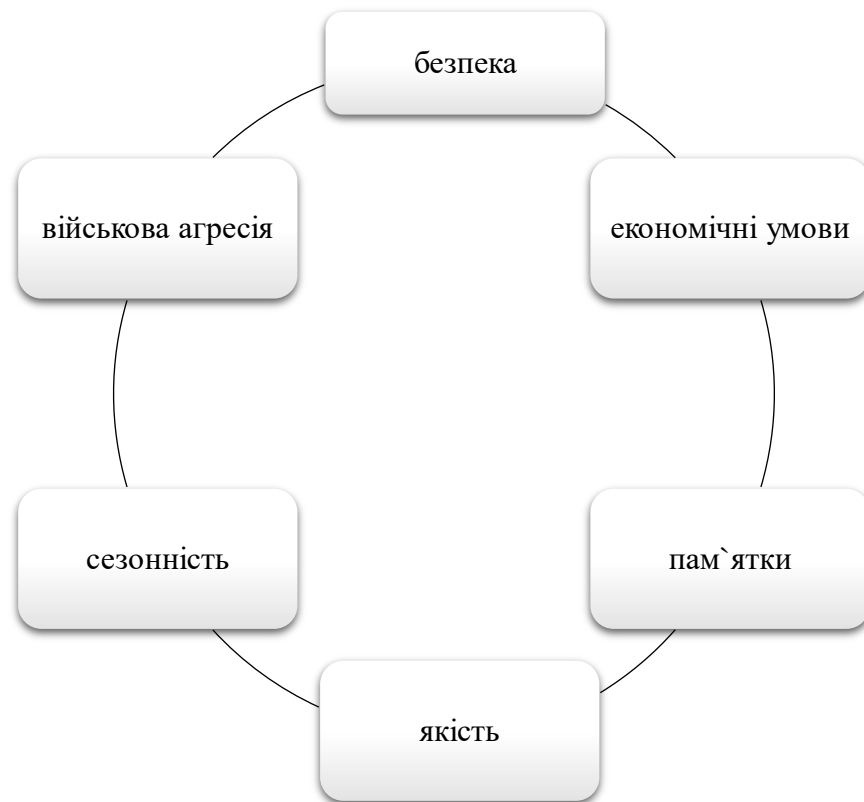 безпека
військова агресія
економічні умови
сезонність
пам`ятки
якість